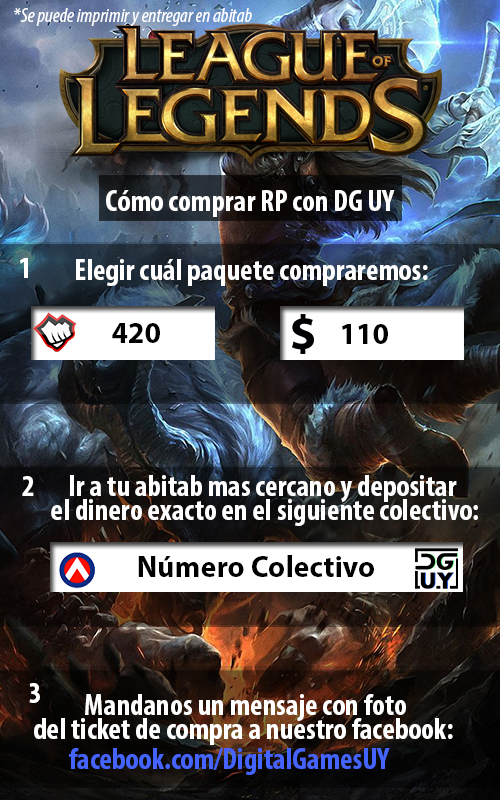 *Se puede imprimir y entregar en abitab
LEAGUE OF
LEGENDS
Cómo comprar RP con DG UY
1 Elegir cuál paquete compraremos:
420 $ 110
2 Ir a tu abitab mas cercano y depositar
el dinero exacto en el siguiente colectivo:
Número Colectivo DG
U.Y.
3 Mandanos un mensaje con foto
del ticket de compra a nuestro facebook:
facebook.com/DigitalGamesUY